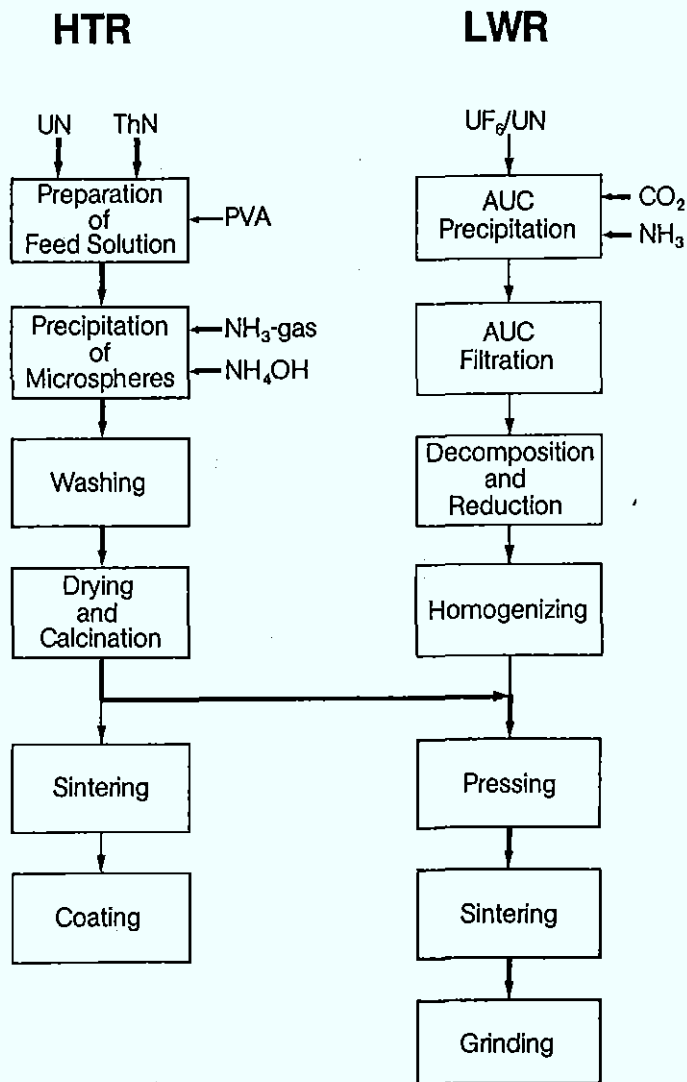 HTR
UN ThN
Preparation
of
Feed Solution
PVA
Precipitation
of
Microspheres
NH₃-gas
NH₄OH
Washing
Drying
and
Calcination
Sintering
Coating
LWR
UF₆/UN
AUC
Precipitation
CO₂
NH₃
AUC
Filtration
Decomposition
and
Reduction
Homogenizing
Pressing
Sintering
Grinding